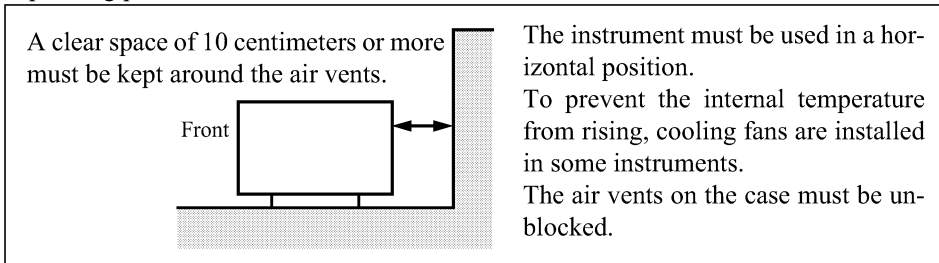 A clear space of 10 centimeters or more
must be kept around the air vents.
Front
The instrument must be used in a hor-
izontal position.
To prevent the internal temperature
from rising, cooling fans are installed
in some instruments.
The air vents on the case must be un-
blocked.